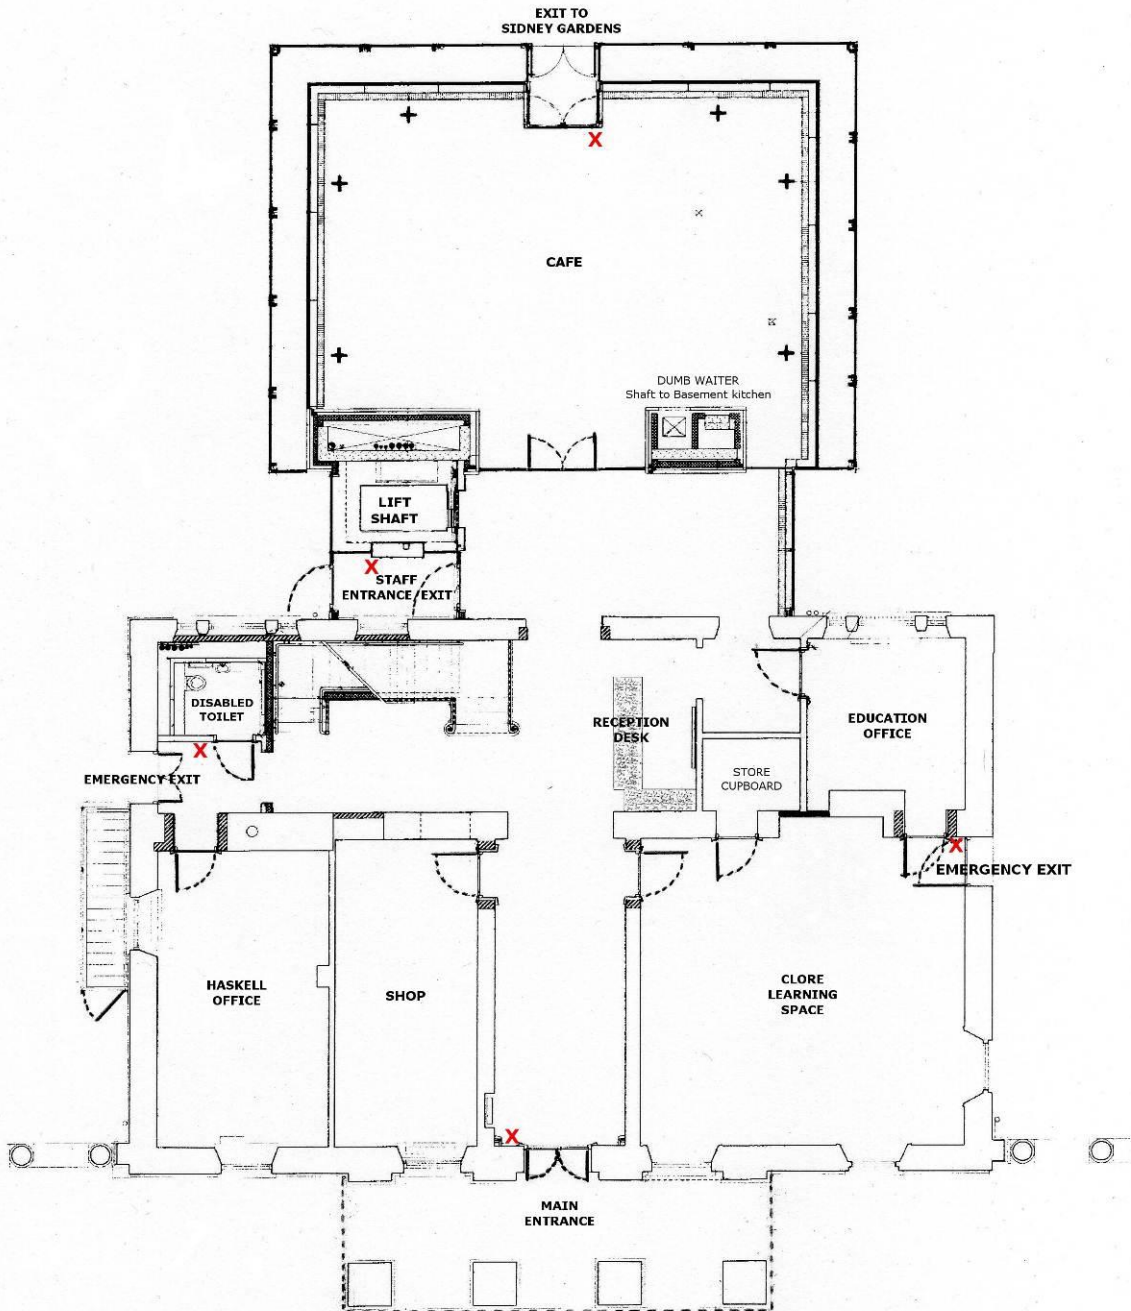 EXIT TO
SIDNEY GARDENS
X
CAFE
DUMB WAITER
Shaft to Basement kitchen
LIFT
SHAFT
X
STAFF
ENTRANCE EXIT
DISABLED
TOILET
RECEPTION
DESK
EDUCATION
OFFICE
X
EMERGENCY EXIT
STORE
CUPBOARD
X
EMERGENCY EXIT
HASKELL
OFFICE
SHOP
CLORE
LEARNING
SPACE
X
MAIN
ENTRANCE